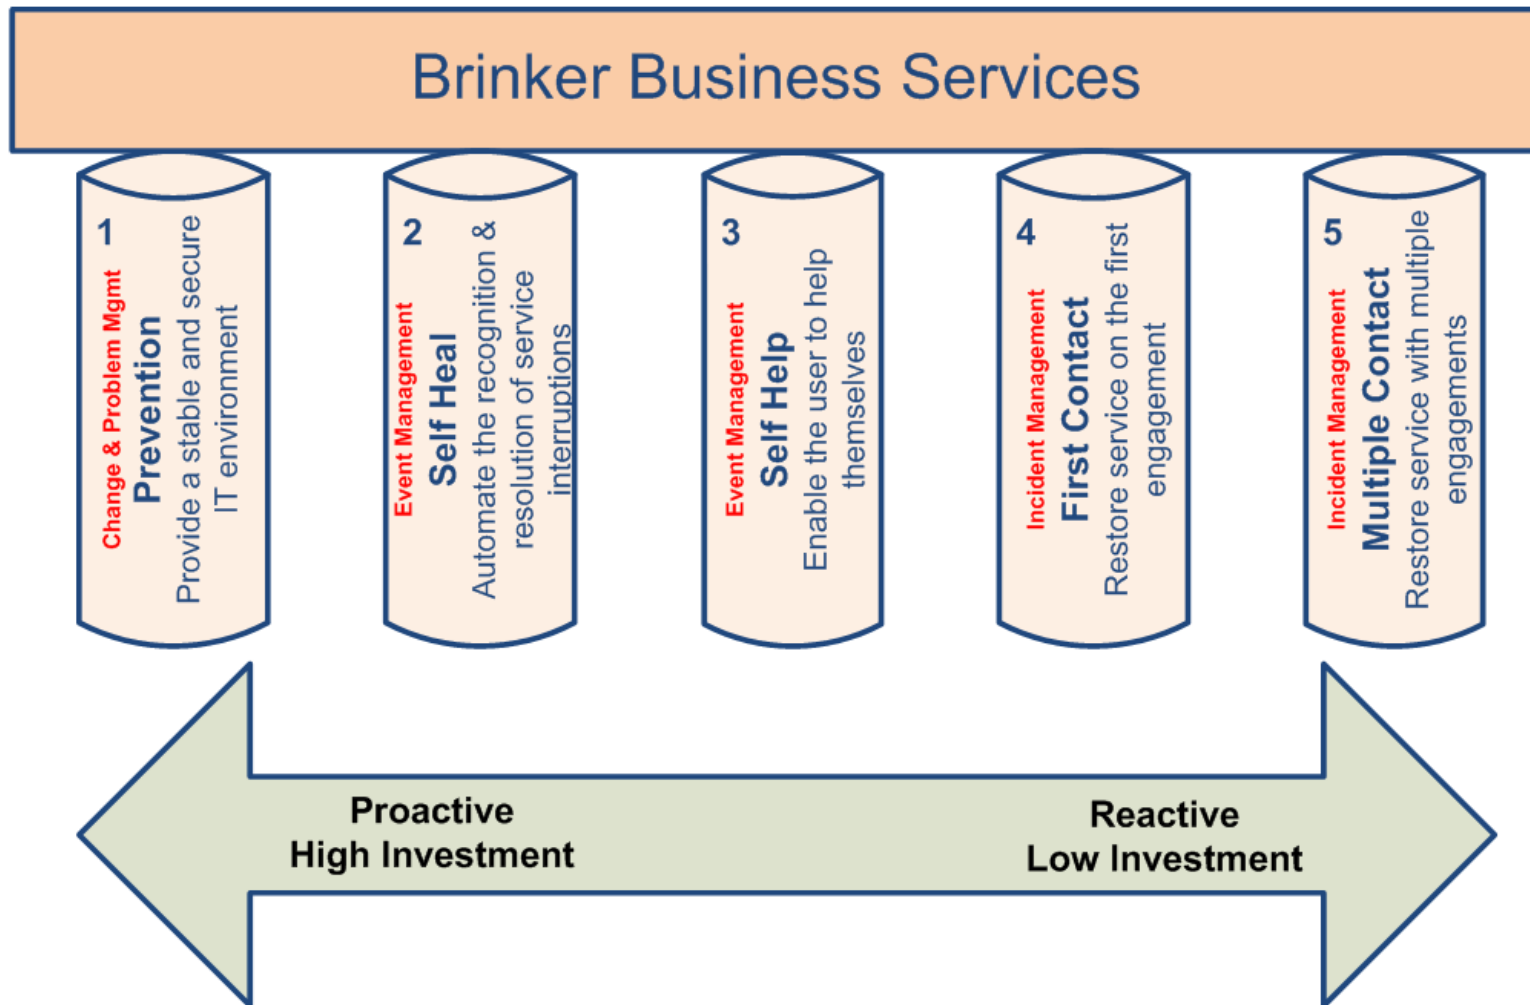 Brinker Business Services
1
Change & Problem Mgmt
Prevention
Provide a stable and secure
IT environment
2
Event Management
Self Heal
Automate the recognition &
resolution of service
interruptions
3
Event Management
Self Help
Enable the user to help
themselves
4
Incident Management
First Contact
Restore service on the first
engagement
5
Incident Management
Multiple Contact
Restore service with multiple
engagements
Proactive
High Investment
Reactive
Low Investment